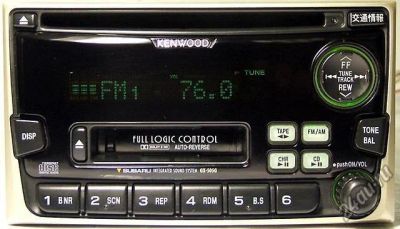 交通情報
KENWOOD
FM1 76.0
TUNE
FF
TUNE
TRACK
REW
DISP
FULL LOGIC CONTROL
DOLBY B NR AUTO-REVERSE
TAPE
FM/AM
TONE
BAL
SUBARU INTEGRATED SOUND SYSTEM
CH
CD
push ON/VOL
1 B NR
2 SCN
3 REP
4 RDM
5 B.S
6